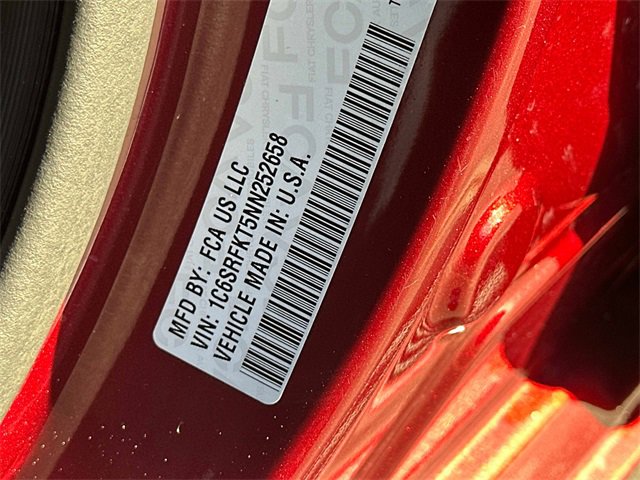 MFD BY: FCA US LLC
VIN: 1C6SRFKT5NN252658
VEHICLE MADE IN: U.S.A.